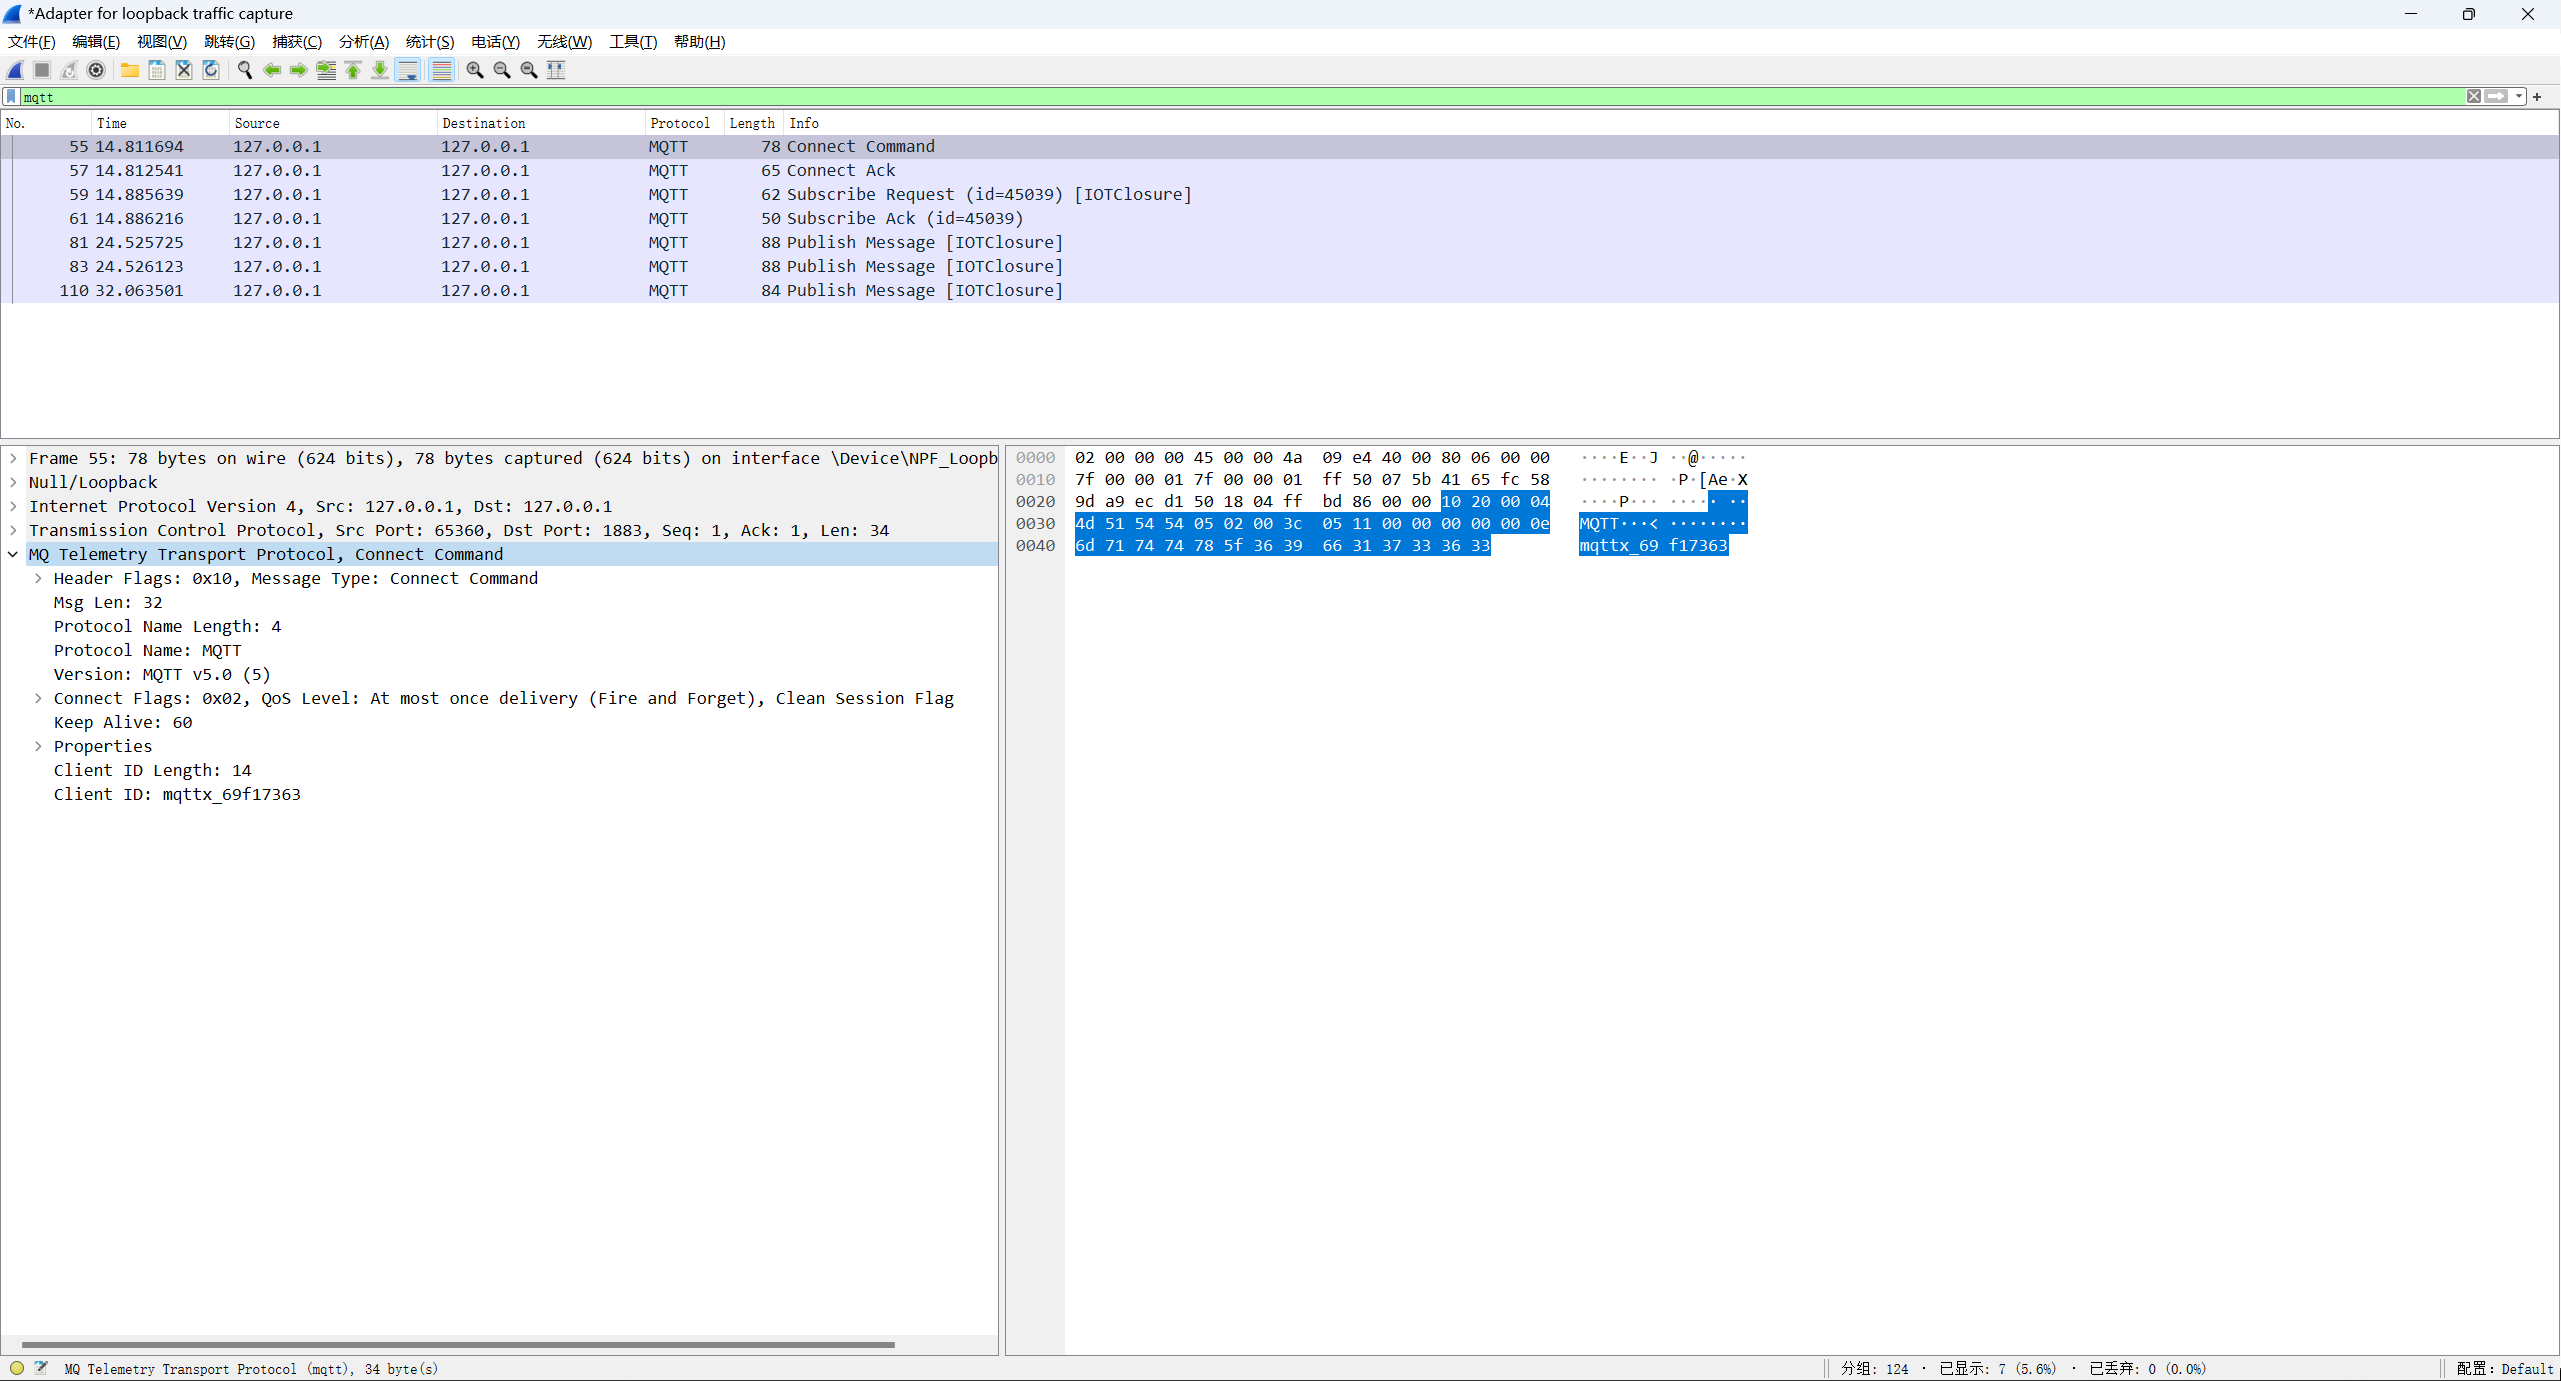 *Adapter for loopback traffic capture
文件(F) 编辑(E) 视图(V) 跳转(G) 捕获(C) 分析(A) 统计(S) 电话(Y) 无线(W) 工具(T) 帮助(H)
mqtt
No. Time Source Destination Protocol Length Info
55 14.811694 127.0.0.1 127.0.0.1 MQTT 78 Connect Command
57 14.812541 127.0.0.1 127.0.0.1 MQTT 65 Connect Ack
59 14.885639 127.0.0.1 127.0.0.1 MQTT 62 Subscribe Request (id=45039) [IOTClosure]
61 14.886216 127.0.0.1 127.0.0.1 MQTT 50 Subscribe Ack (id=45039)
81 24.525725 127.0.0.1 127.0.0.1 MQTT 88 Publish Message [IOTClosure]
83 24.526123 127.0.0.1 127.0.0.1 MQTT 88 Publish Message [IOTClosure]
110 32.063501 127.0.0.1 127.0.0.1 MQTT 84 Publish Message [IOTClosure]
Frame 55: 78 bytes on wire (624 bits), 78 bytes captured (624 bits) on interface \Device\NPF_Loopb
Null/Loopback
Internet Protocol Version 4, Src: 127.0.0.1, Dst: 127.0.0.1
Transmission Control Protocol, Src Port: 65360, Dst Port: 1883, Seq: 1, Ack: 1, Len: 34
MQ Telemetry Transport Protocol, Connect Command
Header Flags: 0x10, Message Type: Connect Command
Msg Len: 32
Protocol Name Length: 4
Protocol Name: MQTT
Version: MQTT v5.0 (5)
Connect Flags: 0x02, QoS Level: At most once delivery (Fire and Forget), Clean Session Flag
Keep Alive: 60
Properties
Client ID Length: 14
Client ID: mqttx_69f17363
0000 02 00 00 00 45 00 00 4a 09 e4 40 00 80 06 00 00 ····E··J ··@·····
0010 7f 00 00 01 7f 00 00 01 ff 50 07 5b 41 65 fc 58 ········ ·P·[Ae·X
0020 9d a9 ec d1 50 18 04 ff bd 86 00 00 10 20 00 04 ····P··· ····· ··
0030 4d 51 54 54 05 02 00 3c 05 11 00 00 00 00 00 0e MQTT···< ········
0040 6d 71 74 74 78 5f 36 39 66 31 37 33 36 33 mqttx_69 f17363
MQ Telemetry Transport Protocol (mqtt), 34 byte(s)
分组: 124 · 已显示: 7 (5.6%) · 已丢弃: 0 (0.0%)
配置: Default